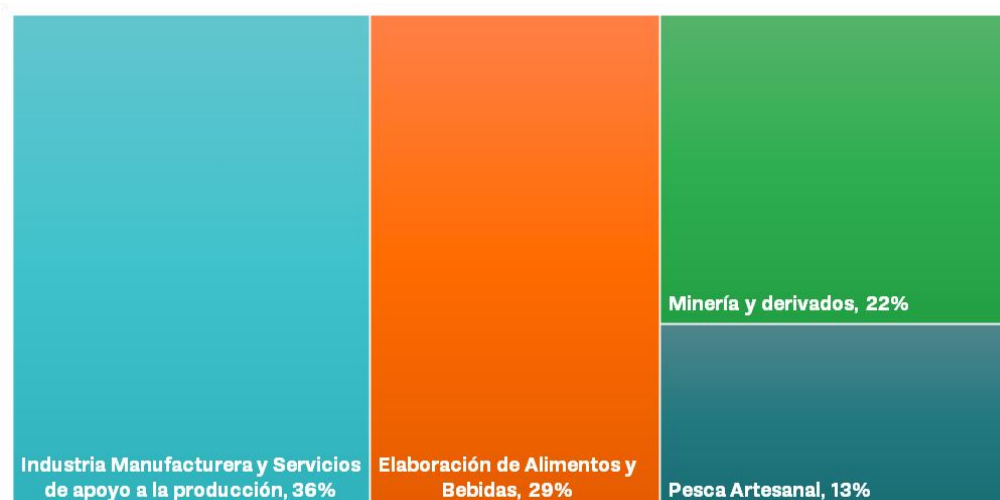 Minería y derivados, 22%
Industria Manufacturera y Servicios
de apoyo a la producción, 36%
Elaboración de Alimentos y
Bebidas, 29%
Pesca Artesanal, 13%